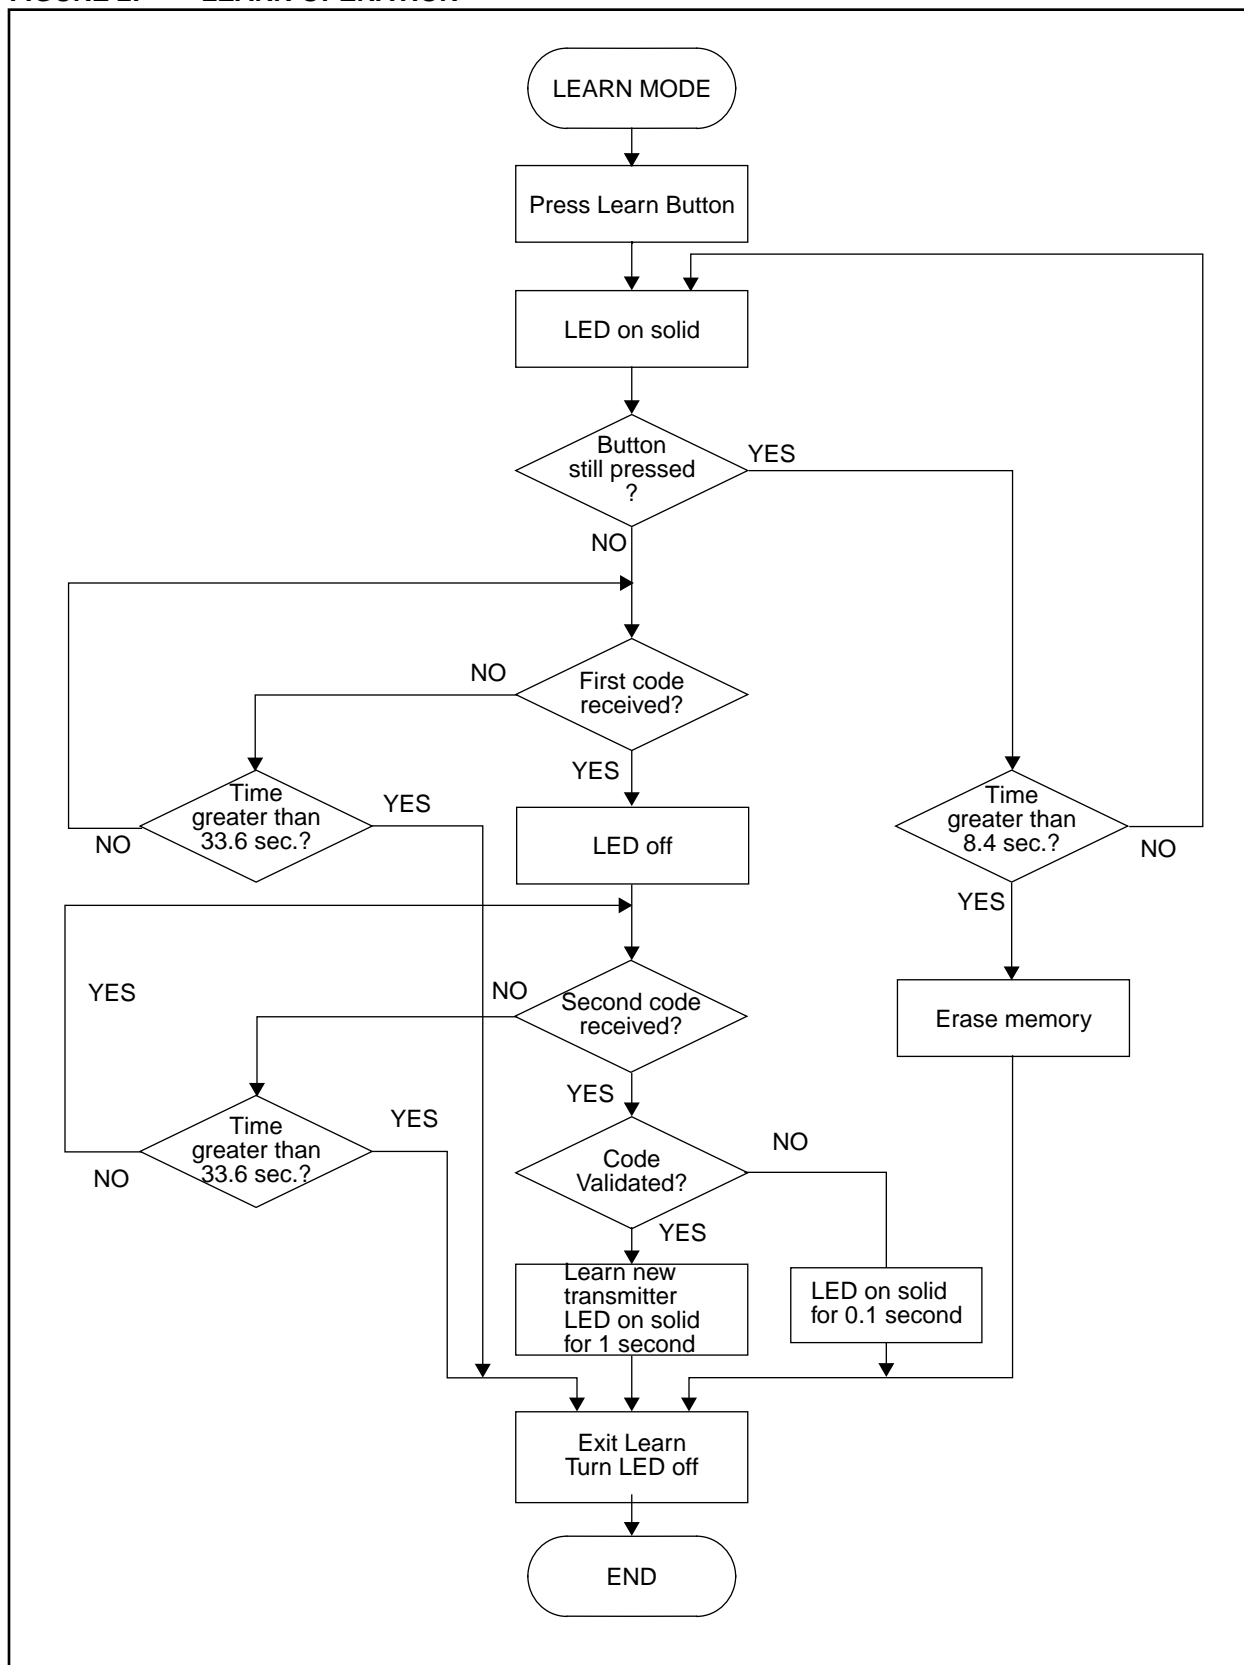 LEARN MODE
Press Learn Button
LED on solid
Button
still pressed
?
YES
NO
First code
received?
NO
YES
Time
greater than
33.6 sec.?
YES
NO
LED off
Time
greater than
8.4 sec.?
NO
YES
YES
Second code
received?
NO
YES
Erase memory
Time
greater than
33.6 sec.?
YES
NO
Code
Validated?
NO
YES
Learn new
transmitter
LED on solid
for 1 second
LED on solid
for 0.1 second
Exit Learn
Turn LED off
END